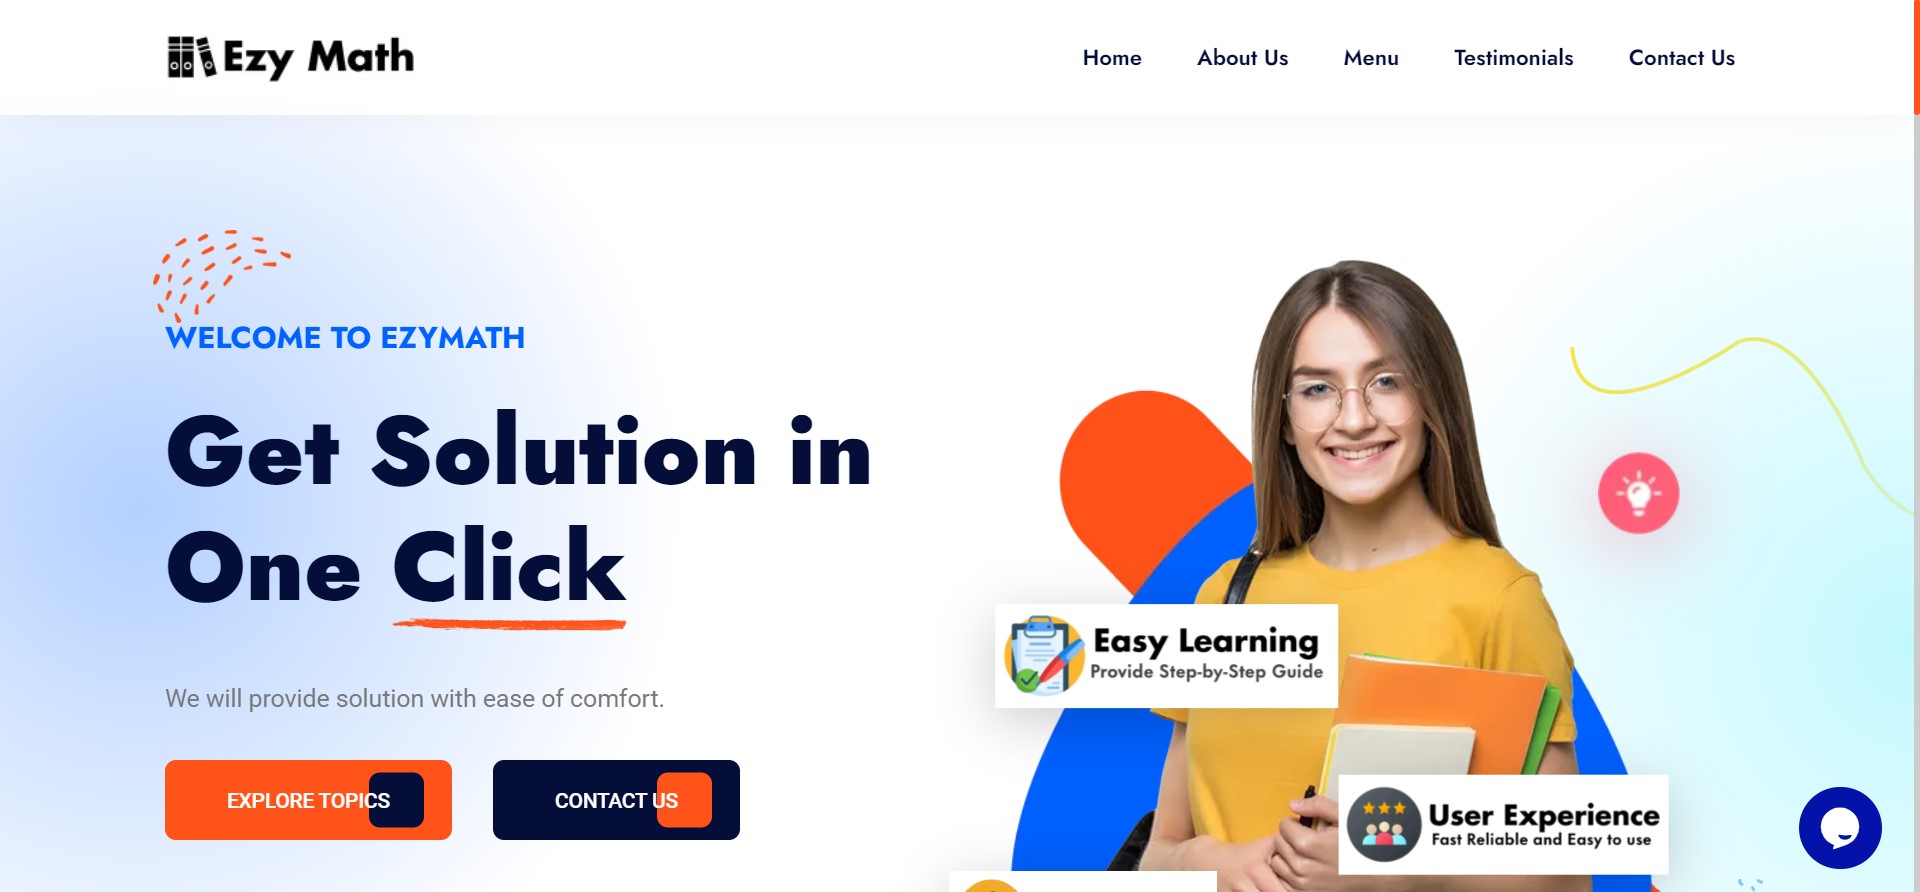 Ezy Math
Home
About Us
Menu
Testimonials
Contact Us
WELCOME TO EZYMATH
Get Solution in
One Click
We will provide solution with ease of comfort.
EXPLORE TOPICS
CONTACT US
Easy Learning
Provide Step-by-Step Guide
User Experience
Fast Reliable and Easy to use